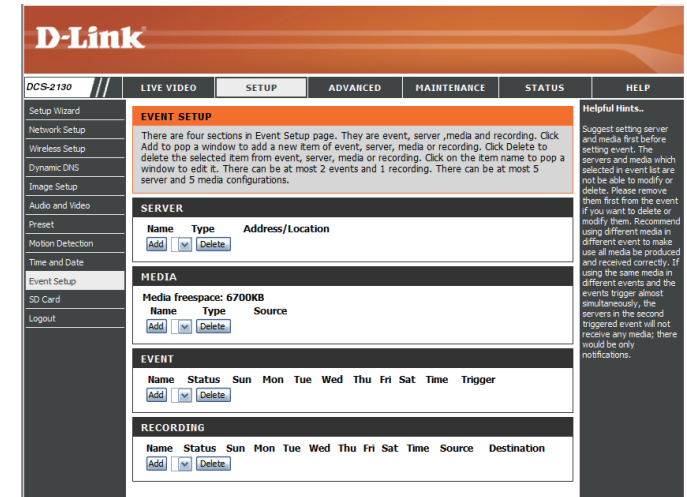 D-Link
DCS-2130 // LIVE VIDEO SETUP ADVANCED MAINTENANCE STATUS HELP
Setup Wizard
Network Setup
Wireless Setup
Dynamic DNS
Image Setup
Audio and Video
Preset
Motion Detection
Time and Date
Event Setup
SD Card
Logout
EVENT SETUP
There are four sections in Event Setup page. They are event, server ,media and recording. Click
Add to pop a window to add a new item of event, server, media or recording. Click Delete to
delete the selected item from event, server, media or recording. Click on the item name to pop a
window to edit it. There can be at most 2 events and 1 recording. There can be at most 5
server and 5 media configurations.
SERVER
Name Type Address/Location
Add Delete
MEDIA
Media freespace: 6700KB
Name Type Source
Add Delete
EVENT
Name Status Sun Mon Tue Wed Thu Fri Sat Time Trigger
Add Delete
RECORDING
Name Status Sun Mon Tue Wed Thu Fri Sat Time Source Destination
Add Delete
Helpful Hints..
Suggest setting server
and media first before
setting event. The
servers and media which
selected in event list are
not be able to modify or
delete. Please remove
them first from the event
if you want to delete or
modify them. Recommend
using different media in
different event to make
use all media be produced
and received correctly. If
using the same media in
different events and the
events trigger almost
simultaneously, the
servers in the second
triggered event will not
receive any media; there
would be only
notifications.